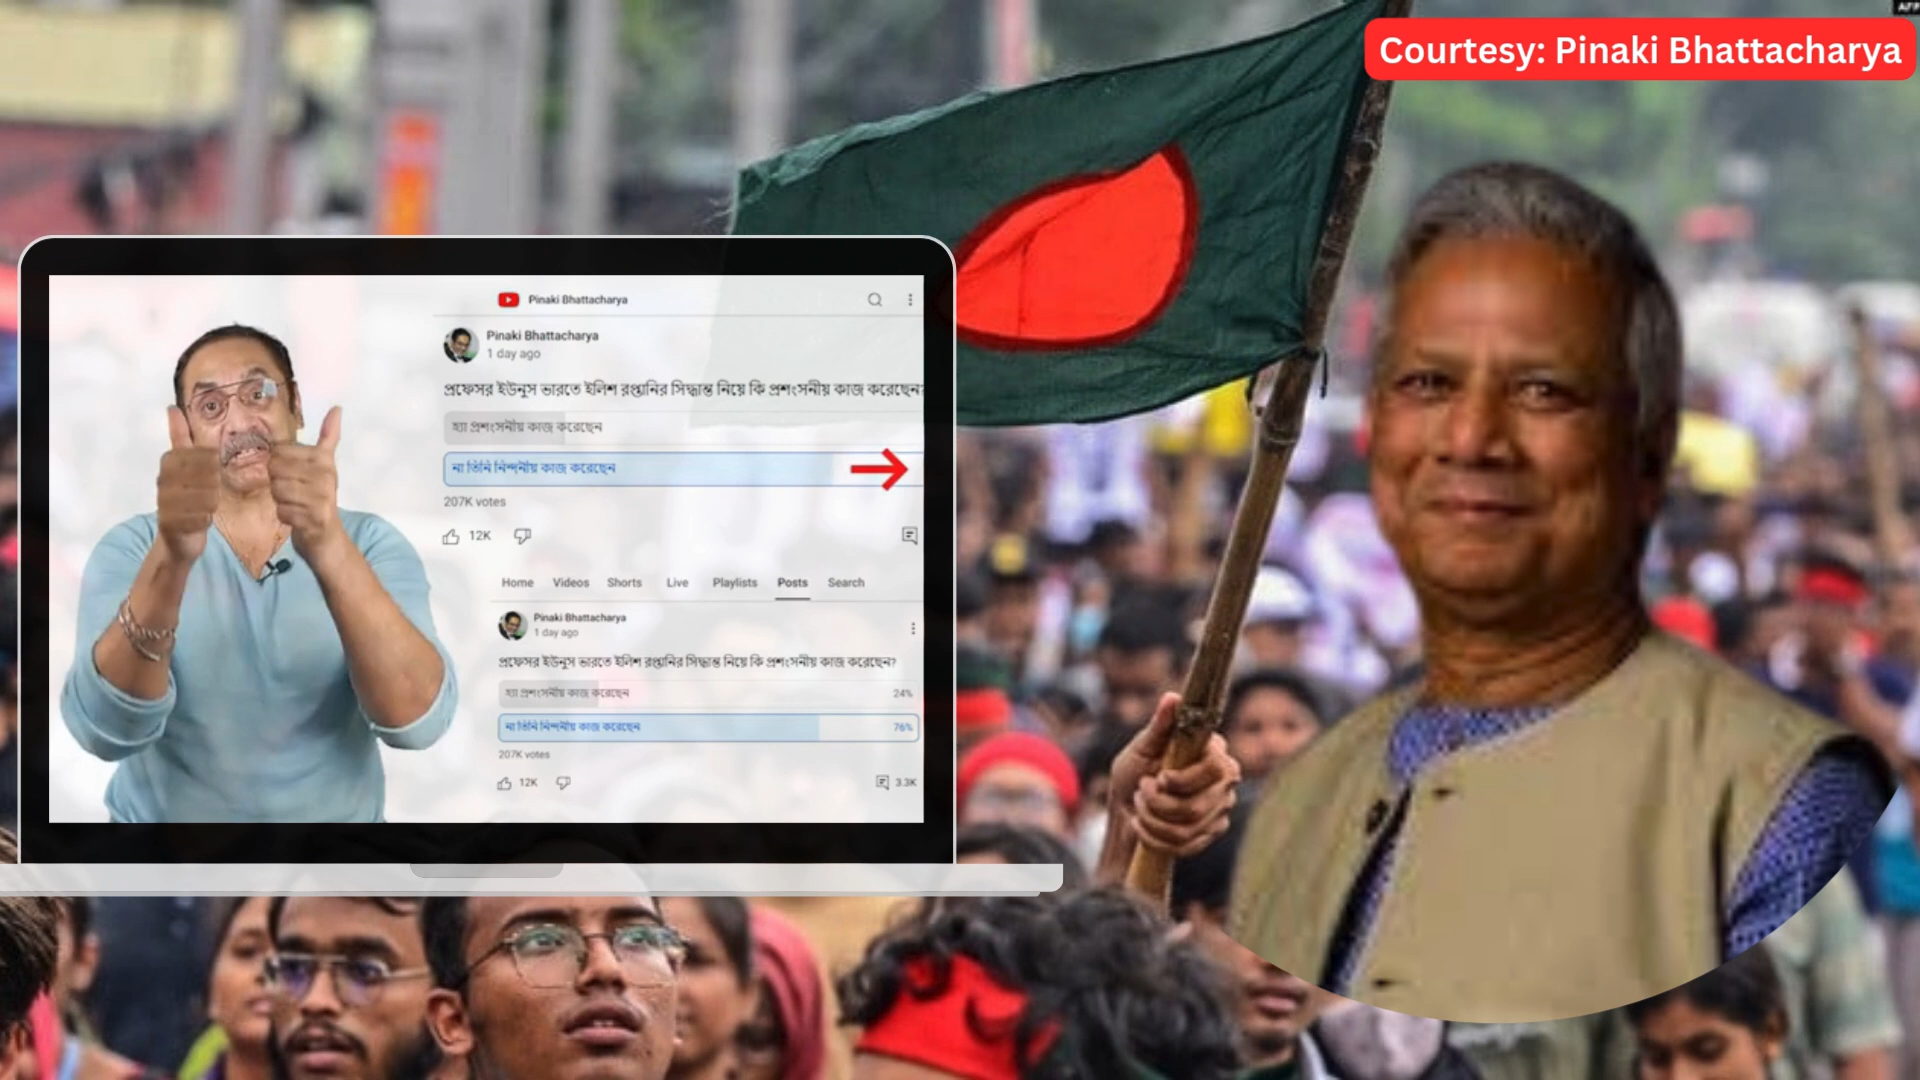 AFP
Courtesy: Pinaki Bhattacharya
Pinaki Bhattacharya
Pinaki Bhattacharya
1 day ago
প্রফেসর ইউনুস ভারতে ইলিশ রপ্তানির সিদ্ধান্ত নিয়ে কি প্রশংসনীয় কাজ করেছেন?
হ্যা প্রশংসনীয় কাজ করেছেন
না তিনি নিন্দনীয় কাজ করেছেন
207K votes
12K
Home Videos Shorts Live Playlists Posts Search
Pinaki Bhattacharya
1 day ago
প্রফেসর ইউনুস ভারতে ইলিশ রপ্তানির সিদ্ধান্ত নিয়ে কি প্রশংসনীয় কাজ করেছেন?
হ্যা প্রশংসনীয় কাজ করেছেন 24%
না তিনি নিন্দনীয় কাজ করেছেন 76%
207K votes
12K 3.3K